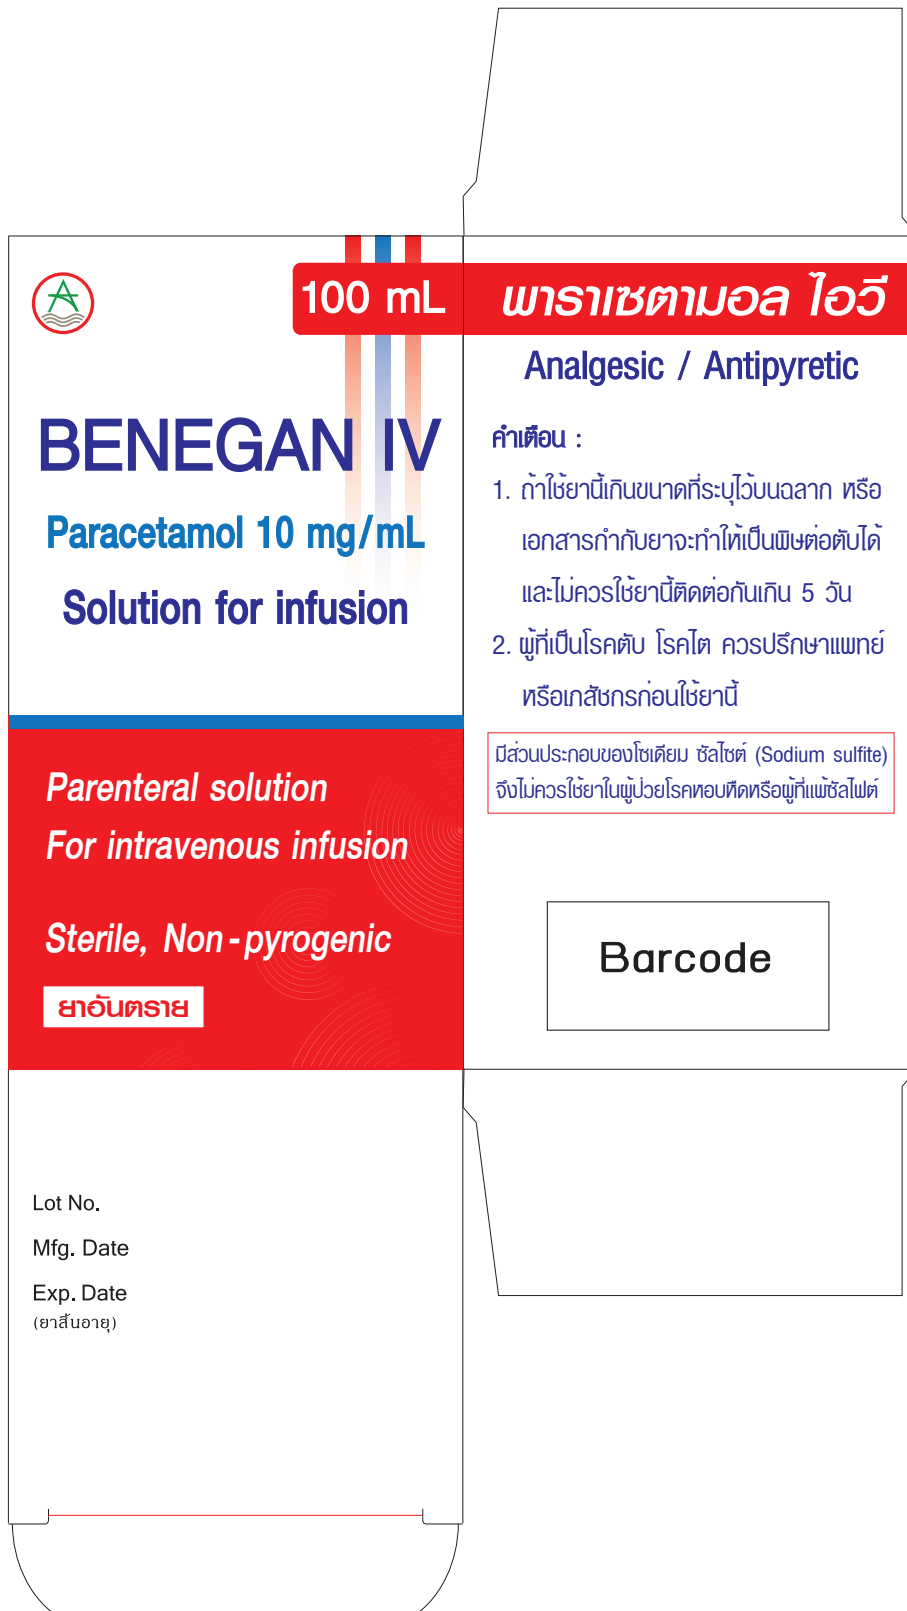 100 mL
BENEGAN IV
Paracetamol 10 mg/mL
Solution for infusion
Parenteral solution
For intravenous infusion
Sterile, Non-pyrogenic
ยาอันตราย
Lot No.
Mfg. Date
Exp. Date
(ยาสิ้นอายุ)
พาราเซตามอล ไอวี
Analgesic / Antipyretic
คำเตือน :
1. ถ้าใช้ยานี้เกินขนาดที่ระบุไว้บนฉลาก หรือ
เอกสารกำกับยาจะทำให้เป็นพิษต่อตับได้
และไม่ควรใช้ยานี้ติดต่อกันเกิน 5 วัน
2. ผู้ที่เป็นโรคตับ โรคไต ควรปรึกษาแพทย์
หรือเภสัชกรก่อนใช้ยานี้
มีส่วนประกอบของโซเดียม ซัลไซต์ (Sodium sulfite)
จึงไม่ควรใช้ยาในผู้ป่วยโรคหอบหืดหรือผู้ที่แพ้ซัลไฟต์
Barcode